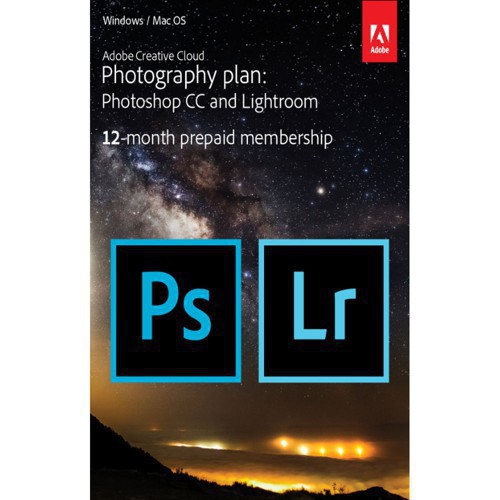 Windows / Mac OS
Adobe
Adobe Creative Cloud
Photography plan:
Photoshop CC and Lightroom
12-month prepaid membership
Ps
Lr